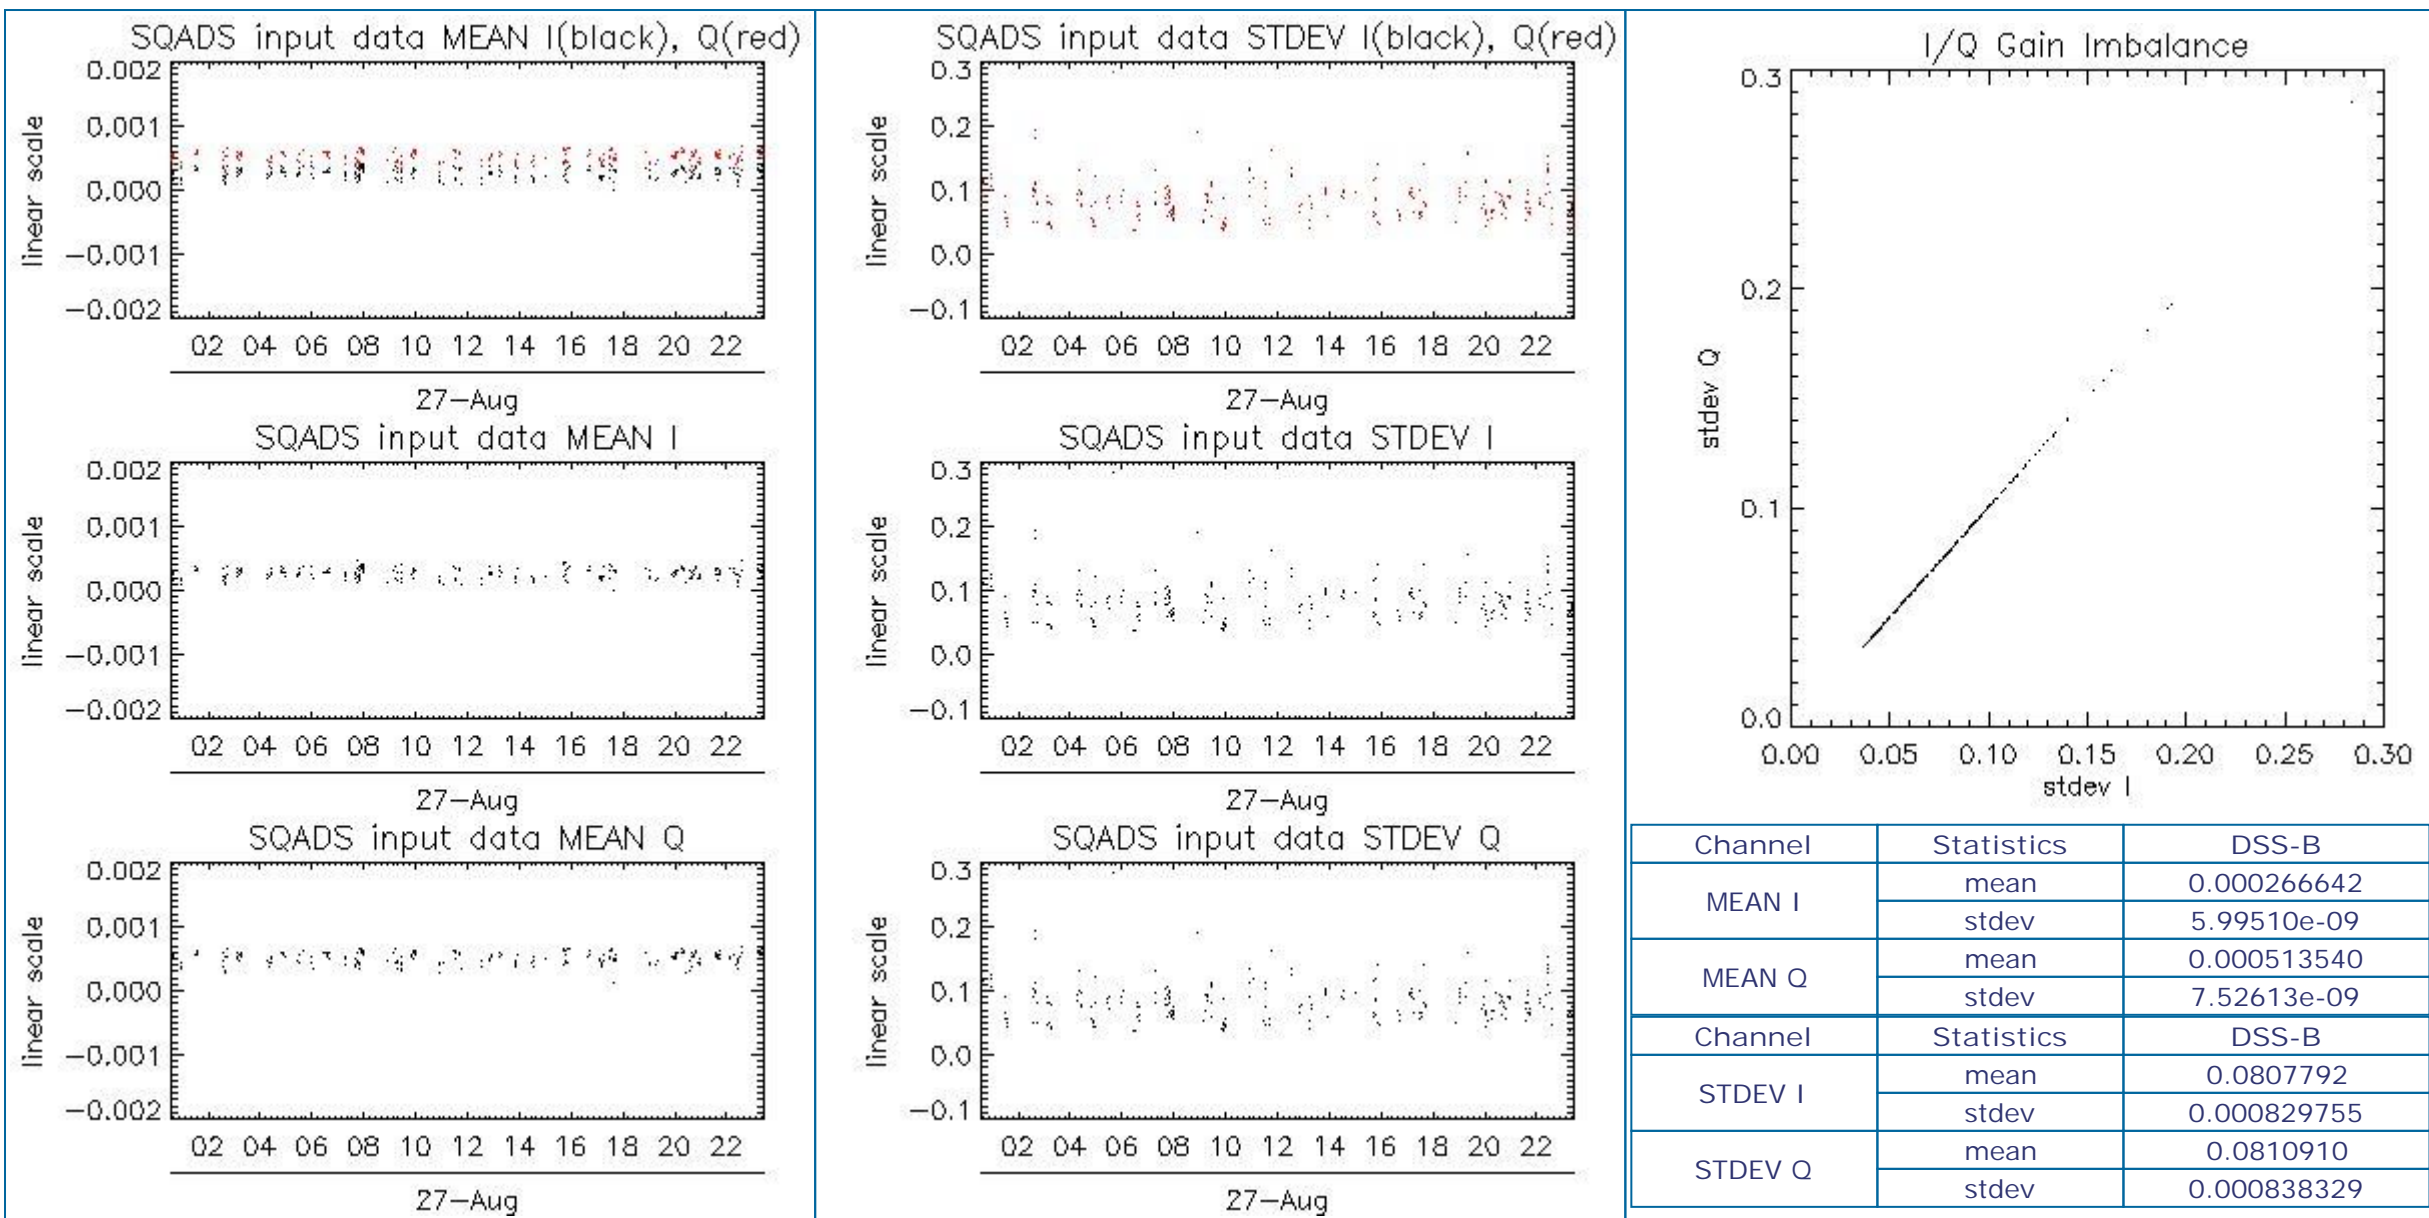 SQADS input data MEAN I(black), Q(red)
linear scale
0.002
0.001
0.000
−0.001
−0.002
02 04 06 08 10 12 14 16 18 20 22
27−Aug
SQADS input data MEAN I
linear scale
0.002
0.001
0.000
−0.001
−0.002
02 04 06 08 10 12 14 16 18 20 22
27−Aug
SQADS input data MEAN Q
linear scale
0.002
0.001
0.000
−0.001
−0.002
02 04 06 08 10 12 14 16 18 20 22
27−Aug
SQADS input data STDEV I(black), Q(red)
linear scale
0.3
0.2
0.1
0.0
−0.1
02 04 06 08 10 12 14 16 18 20 22
27−Aug
SQADS input data STDEV I
linear scale
0.3
0.2
0.1
0.0
−0.1
02 04 06 08 10 12 14 16 18 20 22
27−Aug
SQADS input data STDEV Q
linear scale
0.3
0.2
0.1
0.0
−0.1
02 04 06 08 10 12 14 16 18 20 22
27−Aug
I/Q Gain Imbalance
stdev Q
0.3
0.2
0.1
0.0
0.00 0.05 0.10 0.15 0.20 0.25 0.30
stdev I
Channel Statistics DSS-B
MEAN I mean 0.000266642
stdev 5.99510e-09
MEAN Q mean 0.000513540
stdev 7.52613e-09
Channel Statistics DSS-B
STDEV I mean 0.0807792
stdev 0.000829755
STDEV Q mean 0.0810910
stdev 0.000838329